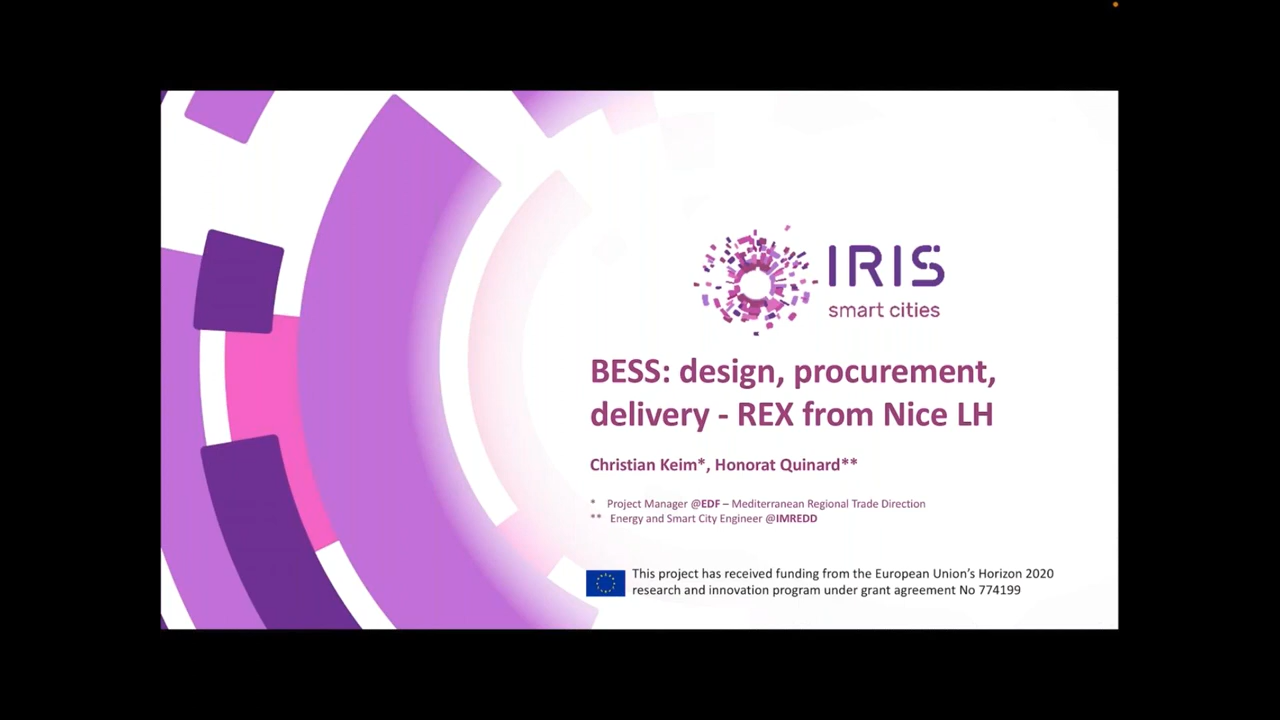 IRIS
smart cities
BESS: design, procurement,
delivery - REX from Nice LH
Christian Keim*, Honorat Quinard**
* Project Manager @EDF – Mediterranean Regional Trade Direction
** Energy and Smart City Engineer @IMREDD
This project has received funding from the European Union’s Horizon 2020
research and innovation program under grant agreement No 774199